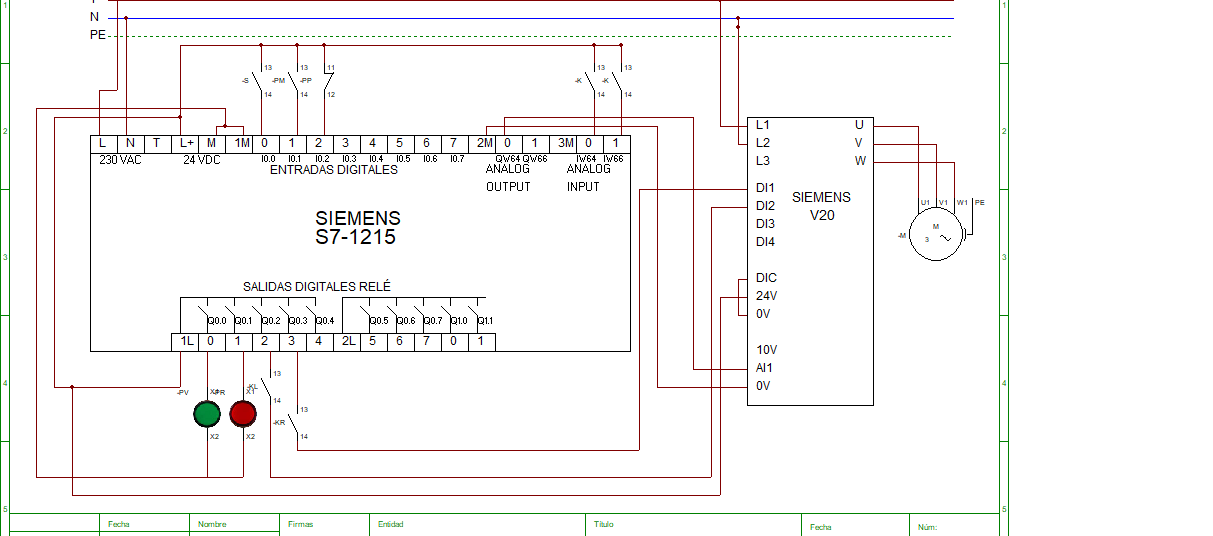 1 1
N
PE
13 13 11 13 13
-S -PM -PP -K -K
14 14 12 14 14
2 2
L N T L+ M 1M 0 1 2 3 4 5 6 7 2M 0 1 3M 0 1
230 VAC 24 VDC I0.0 I0.1 I0.2 I0.3 I0.4 I0.5 I0.6 I0.7 QW64 QW66 IV64 IV66
ENTRADAS DIGITALES
ANALOG OUTPUT
ANALOG INPUT
SIEMENS
S7-1215
L1 U
L2 V
L3 W
DI1
DI2
DI3
DI4
SIEMENS
V20
U1 V1 W1 PE
-M
M
3
3 3
DIC
24V
0V
10V
AI1
0V
SALIDAS DIGITALES RELÉ
Q0.0 Q0.1 Q0.2 Q0.3 Q0.4 Q0.5 Q0.6 Q0.7 Q1.0 Q1.1
1L 0 1 2 3 4 2L 5 6 7 0 1
4 4
-PV -PR X1 -KL 13
14
-KR 13
14
X2 X2
5 5
Fecha Nombre Firmas Entidad Título Fecha Núm: